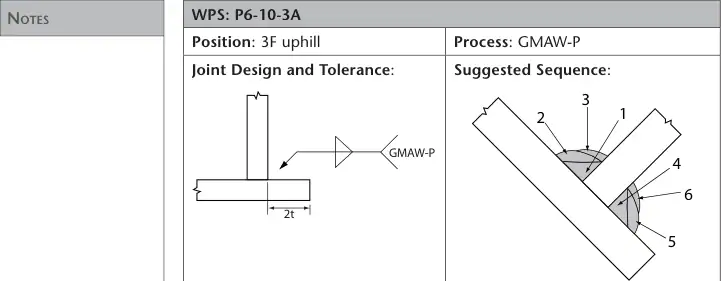 NOTES
WPS: P6-10-3A
Position: 3F uphill
Process: GMAW-P
Joint Design and Tolerance:
Suggested Sequence:
GMAW-P
2t
3
2
1
4
6
5